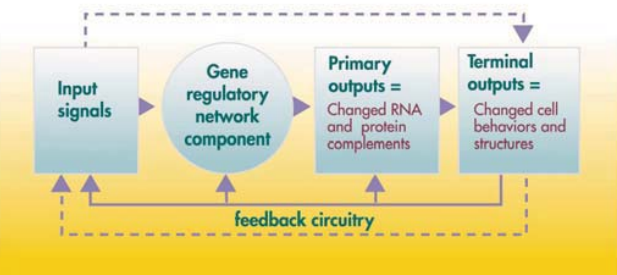 Input
signals
Gene
regulatory
network
component
Primary
outputs =
Changed RNA
and protein
complements
Terminal
outputs =
Changed cell
behaviors and
structures
feedback circuitry